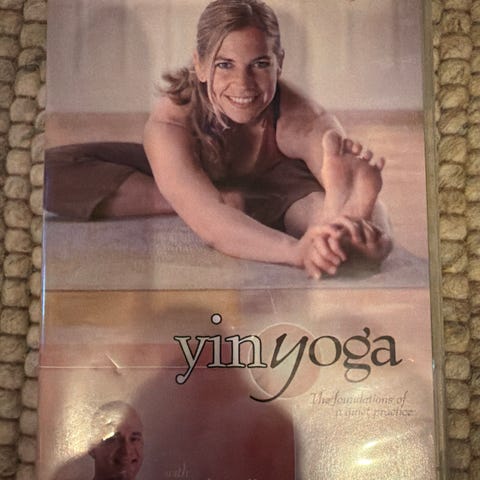 yinyoga
The foundations of
a quiet practice
with